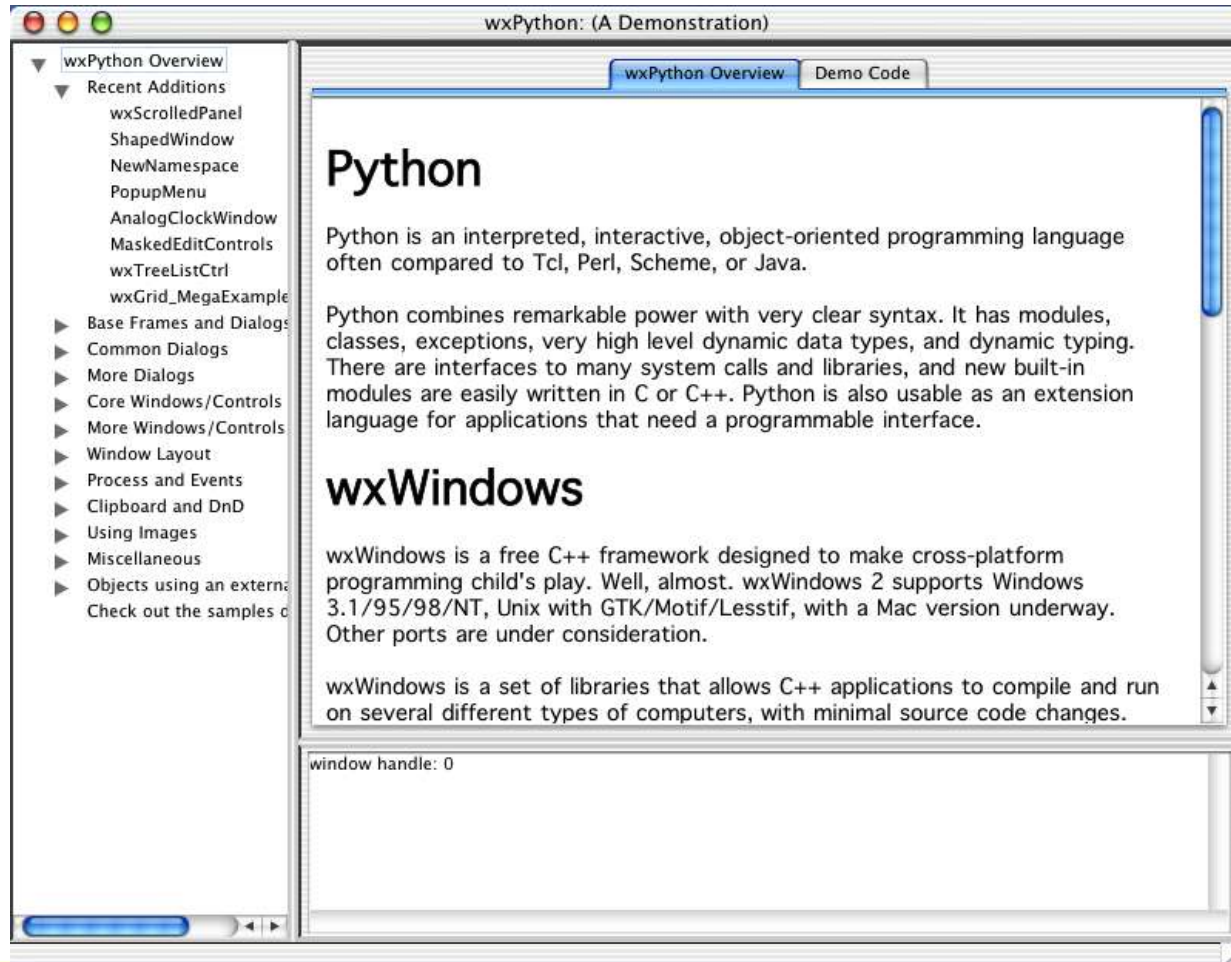 wxPython: (A Demonstration)
wxPython Overview
Recent Additions
wxScrolledPanel
ShapedWindow
NewNamespace
PopupMenu
AnalogClockWindow
MaskedEditControls
wxTreeListCtrl
wxGrid_MegaExample
Base Frames and Dialogs
Common Dialogs
More Dialogs
Core Windows/Controls
More Windows/Controls
Window Layout
Process and Events
Clipboard and DnD
Using Images
Miscellaneous
Objects using an externa
Check out the samples d
wxPython Overview
Demo Code
Python
Python is an interpreted, interactive, object-oriented programming language
often compared to Tcl, Perl, Scheme, or Java.
Python combines remarkable power with very clear syntax. It has modules,
classes, exceptions, very high level dynamic data types, and dynamic typing.
There are interfaces to many system calls and libraries, and new built-in
modules are easily written in C or C++. Python is also usable as an extension
language for applications that need a programmable interface.
wxWindows
wxWindows is a free C++ framework designed to make cross-platform
programming child's play. Well, almost. wxWindows 2 supports Windows
3.1/95/98/NT, Unix with GTK/Motif/Lesstif, with a Mac version underway.
Other ports are under consideration.
wxWindows is a set of libraries that allows C++ applications to compile and run
on several different types of computers, with minimal source code changes.
window handle: 0